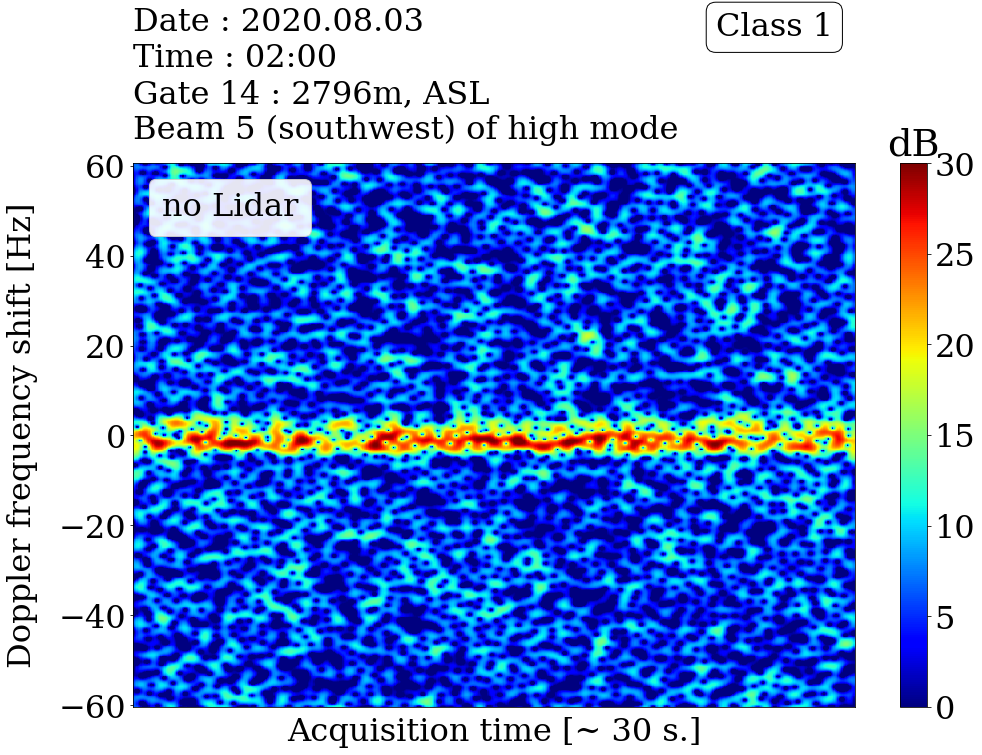 Date : 2020.08.03
Time : 02:00
Gate 14 : 2796m, ASL
Beam 5 (southwest) of high mode
Class 1
dB
no Lidar
Doppler frequency shift [Hz]
60
40
20
0
−20
−40
−60
Acquisition time [~ 30 s.]
30
25
20
15
10
5
0